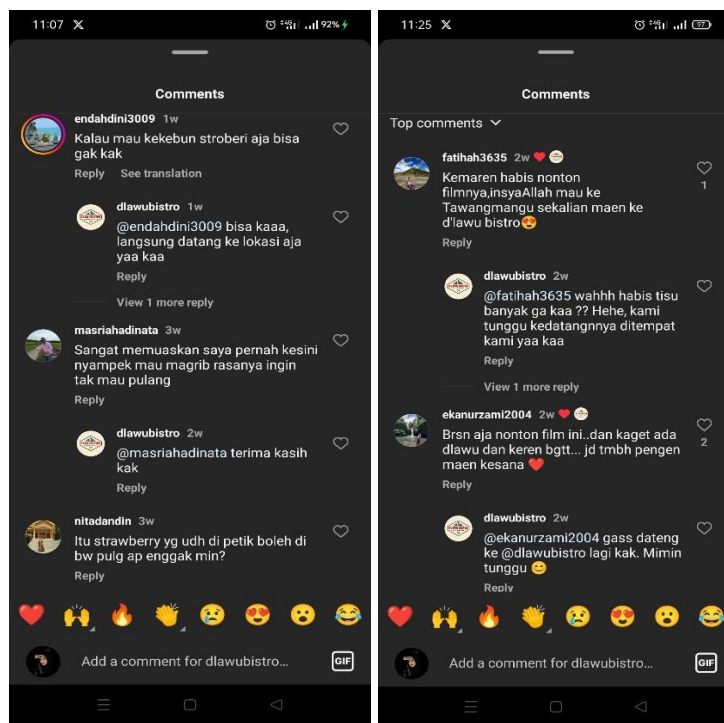 11:07 X
92%
Comments
endahdini3009 1w
Kalau mau kekebun stroberi aja bisa
gak kak
Reply See translation
dlawubistro 1w
@endahdini3009 bisa kaaa,
langsung datang ke lokasi aja
yaa kaa
Reply
View 1 more reply
masriahadinata 3w
Sangat memuaskan saya pernah kesini
nyampek mau magrib rasanya ingin
tak mau pulang
Reply
dlawubistro 2w
@masriahadinata terima kasih
kak
Reply
nitadandin 3w
Itu strawberry yg udh di petik boleh di
bw pulg ap enggak min?
Reply
Add a comment for dlawubistro...
GIF
11:25 X
97
Comments
Top comments
fatihah3635 2w
Kemaren habis nonton
filmnya,insyaAllah mau ke
Tawangmangu sekalian maen ke
d'lawu bistro😍
1
Reply
dlawubistro 2w
@fatihah3635 wahhh habis tisu
banyak ga kaa ?? Hehe, kami
tunggu kedatangnnya ditempat
kami yaa kaa
Reply
View 1 more reply
ekanurzami2004 2w
Brsn aja nonton film ini..dan kaget ada
dlawu dan keren bgtt... jd tmbh pengen
maen kesana ❤️
2
Reply
dlawubistro 2w
@ekanurzami2004 gass dateng
ke @dlawubistro lagi kak. Mimin
tunggu 😊
Reply
Add a comment for dlawubistro...
GIF